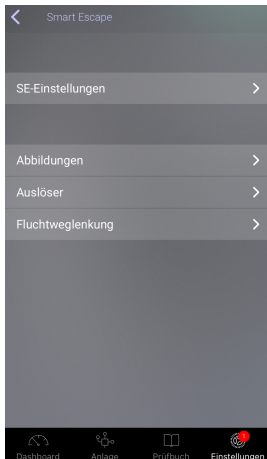 Smart Escape
SE-Einstellungen
Abbildungen
Auslöser
Fluchtweglenkung
1
Dashboard Anlage Prüfbuch Einstellungen